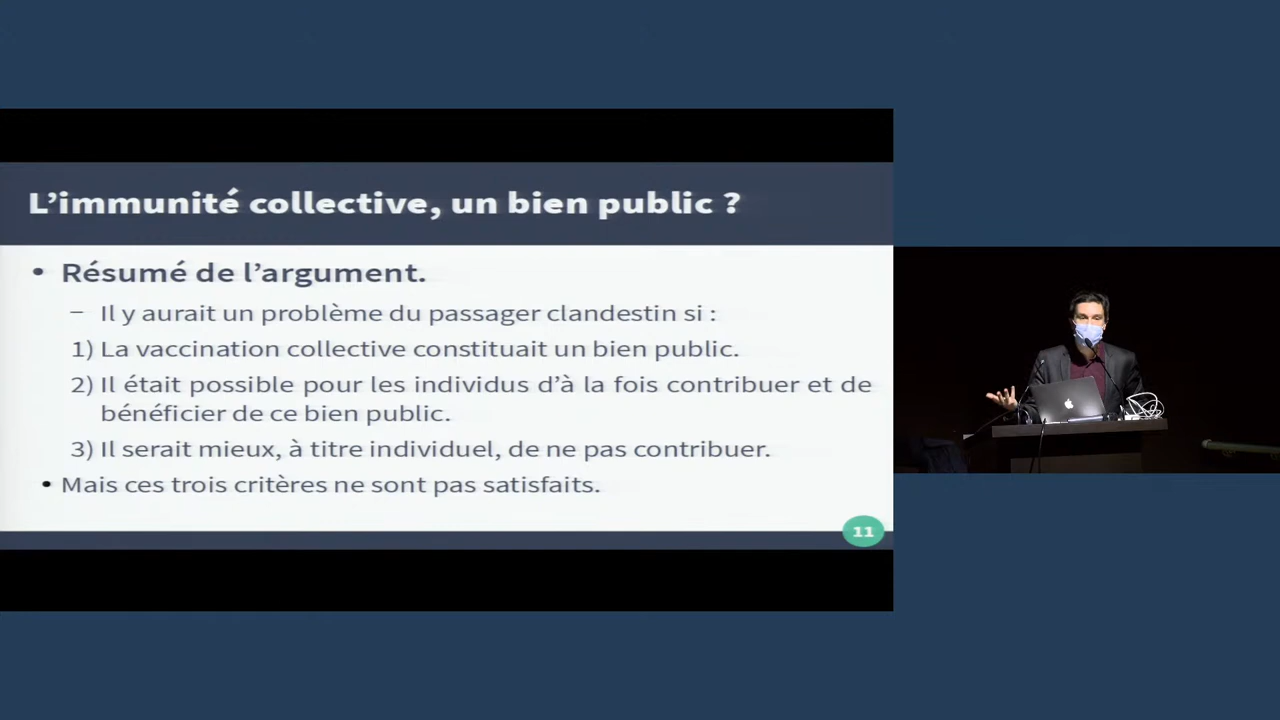 L’immunité collective, un bien public ?
• Résumé de l’argument.
– Il y aurait un problème du passager clandestin si :
1) La vaccination collective constituait un bien public.
2) Il était possible pour les individus d’à la fois contribuer et de
bénéficier de ce bien public.
3) Il serait mieux, à titre individuel, de ne pas contribuer.
• Mais ces trois critères ne sont pas satisfaits.
11